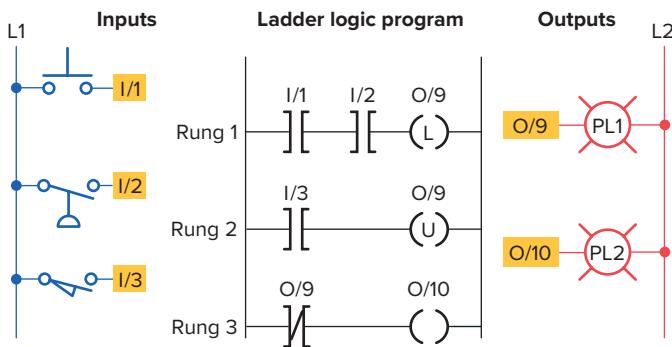 Inputs
Ladder logic program
Outputs
L1
L2
I/1
I/2
I/3
Rung 1
I/1
I/2
O/9
L
Rung 2
I/3
O/9
U
Rung 3
O/9
O/10
O/9
PL1
O/10
PL2